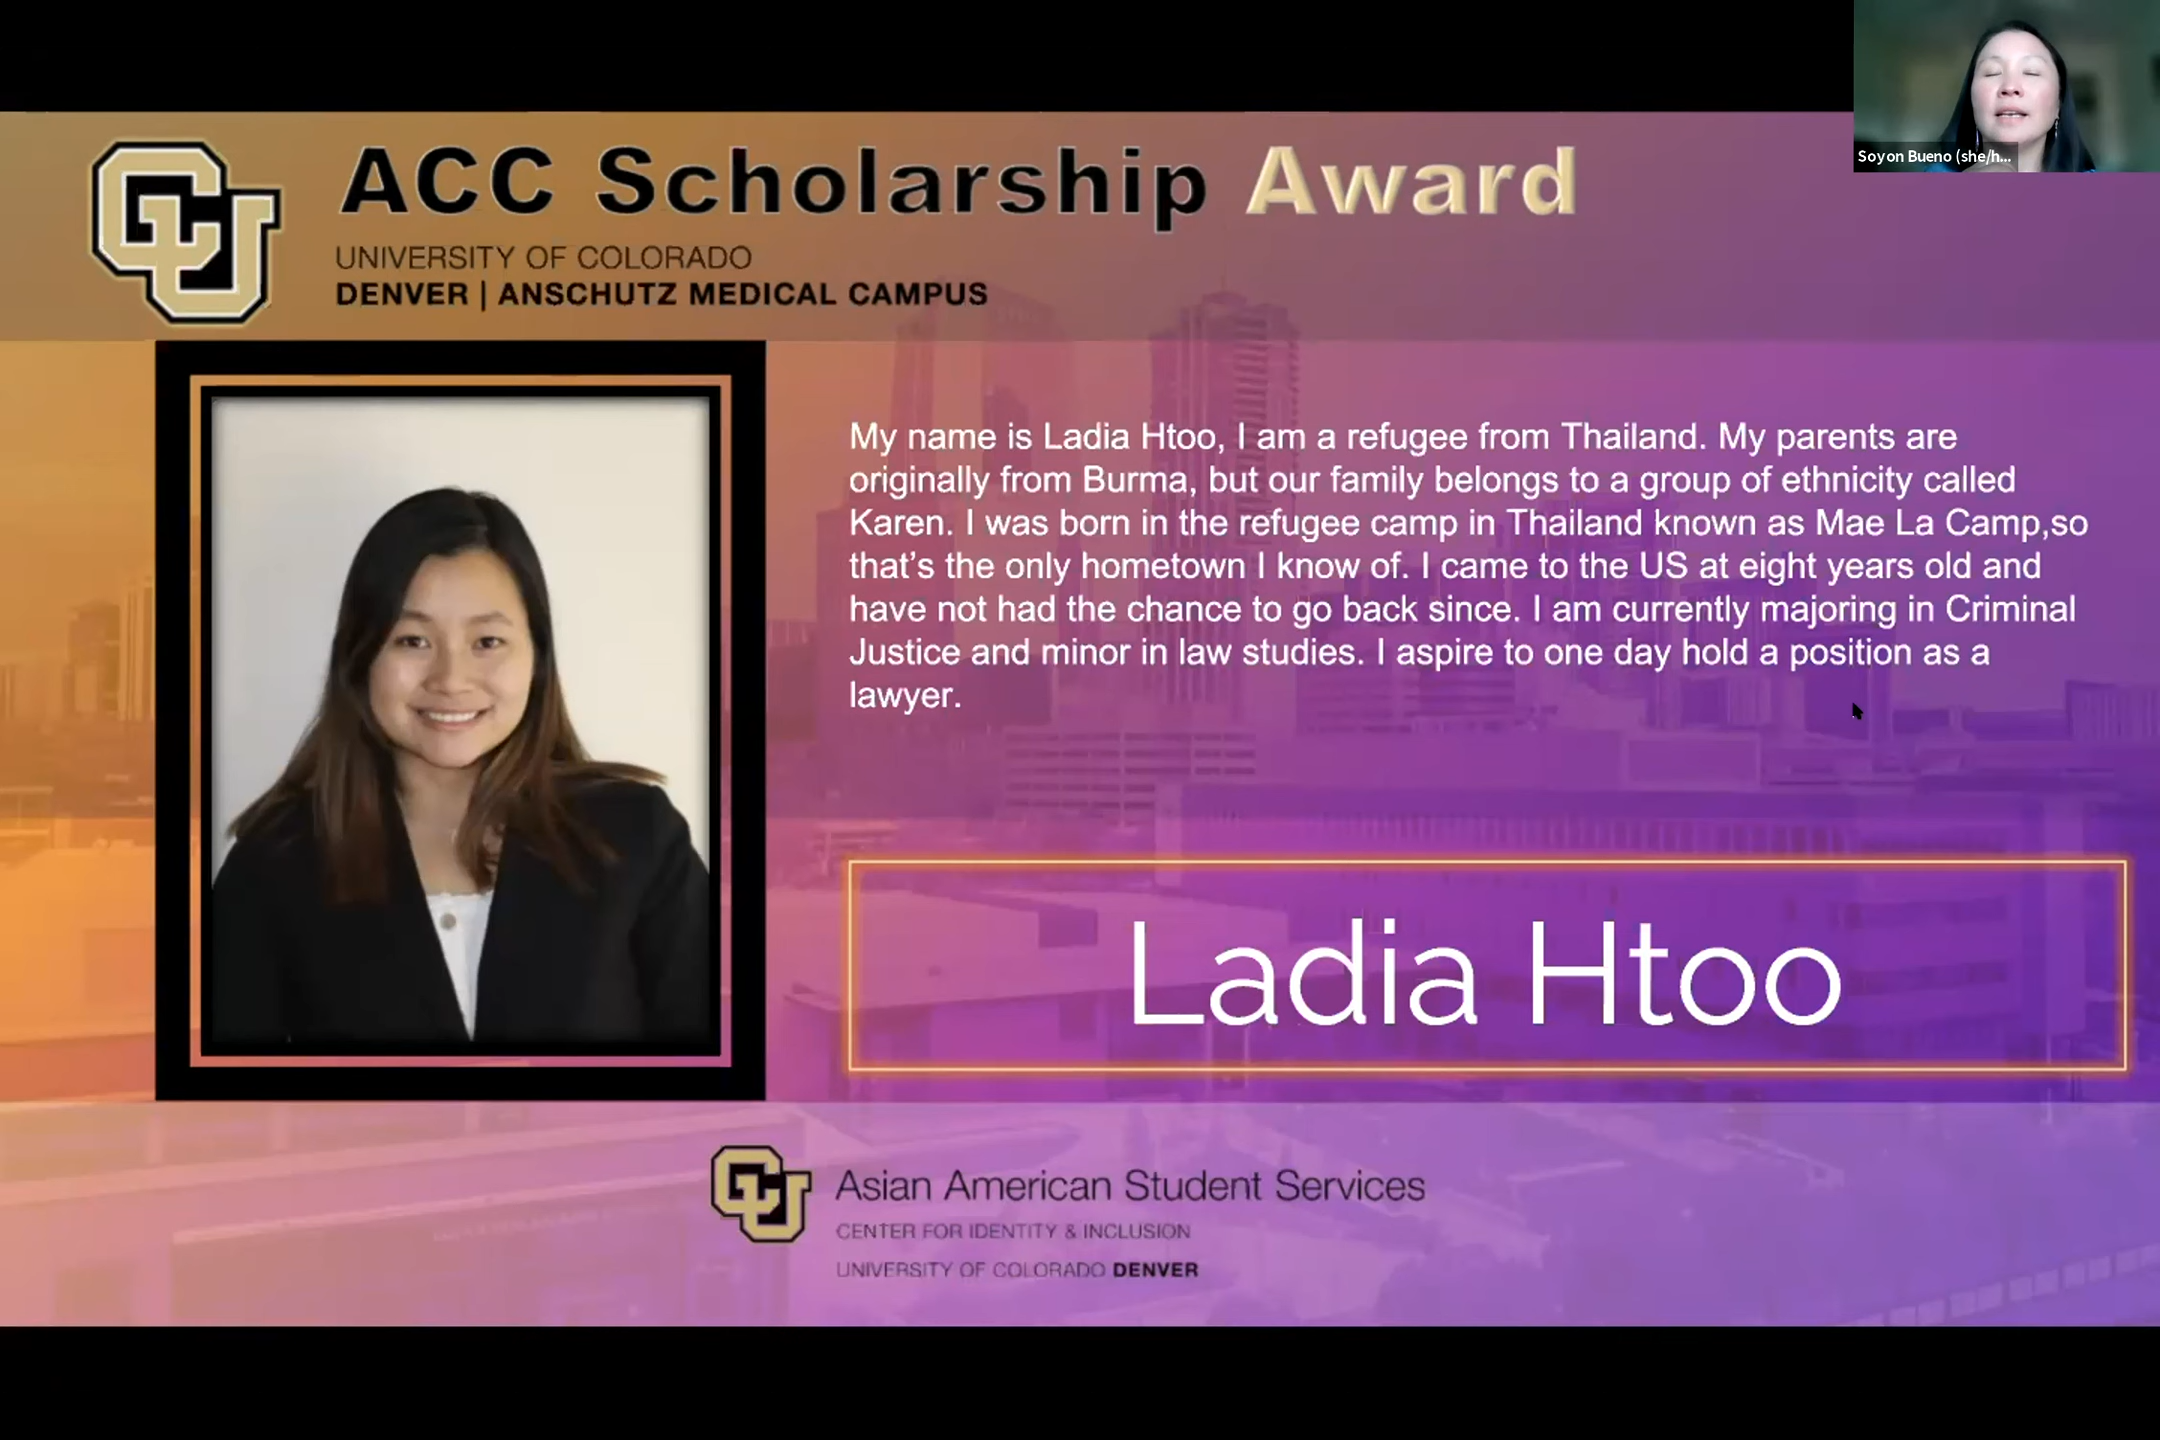 Soyon Bueno (she/h...
ACC Scholarship Award
UNIVERSITY OF COLORADO
DENVER | ANSCHUTZ MEDICAL CAMPUS
My name is Ladia Htoo, I am a refugee from Thailand. My parents are
originally from Burma, but our family belongs to a group of ethnicity called
Karen. I was born in the refugee camp in Thailand known as Mae La Camp,so
that’s the only hometown I know of. I came to the US at eight years old and
have not had the chance to go back since. I am currently majoring in Criminal
Justice and minor in law studies. I aspire to one day hold a position as a
lawyer.
Ladia Htoo
Asian American Student Services
CENTER FOR IDENTITY & INCLUSION
UNIVERSITY OF COLORADO DENVER